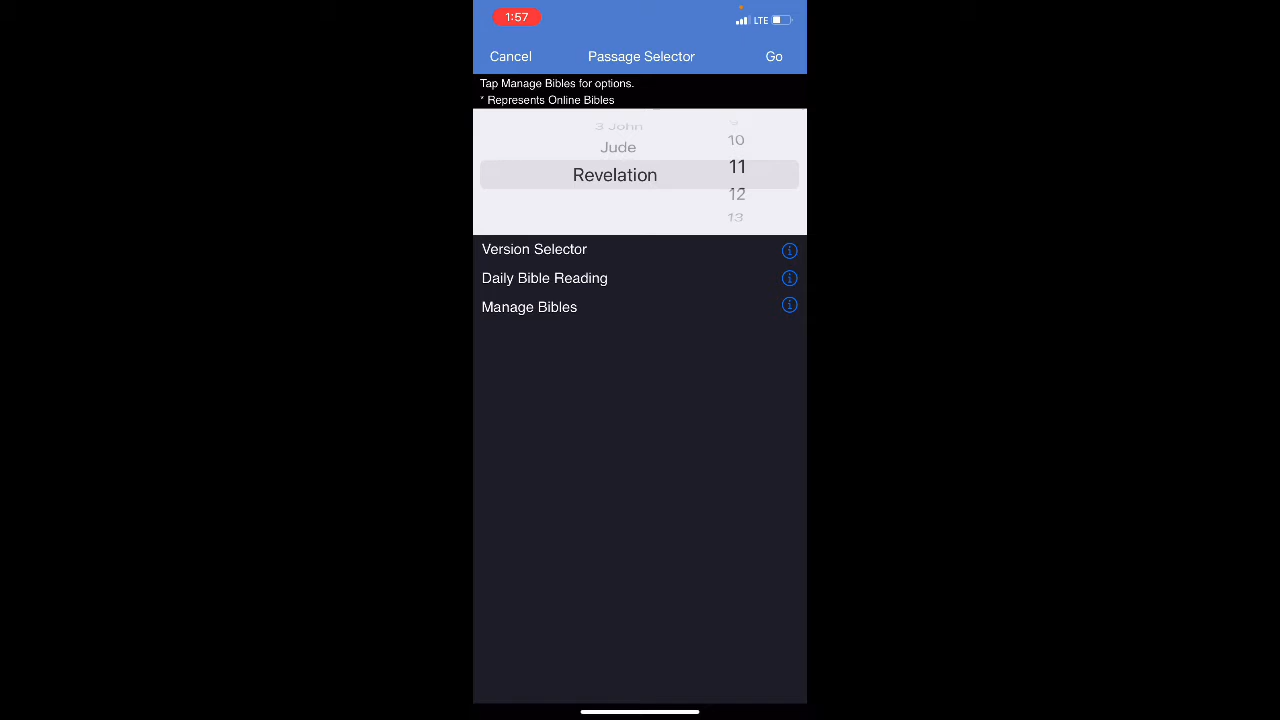 1:57 LTE
Cancel Passage Selector Go
Tap Manage Bibles for options.
* Represents Online Bibles
3 John 9
Jude 10
Revelation 11
12
13
Version Selector
Daily Bible Reading
Manage Bibles